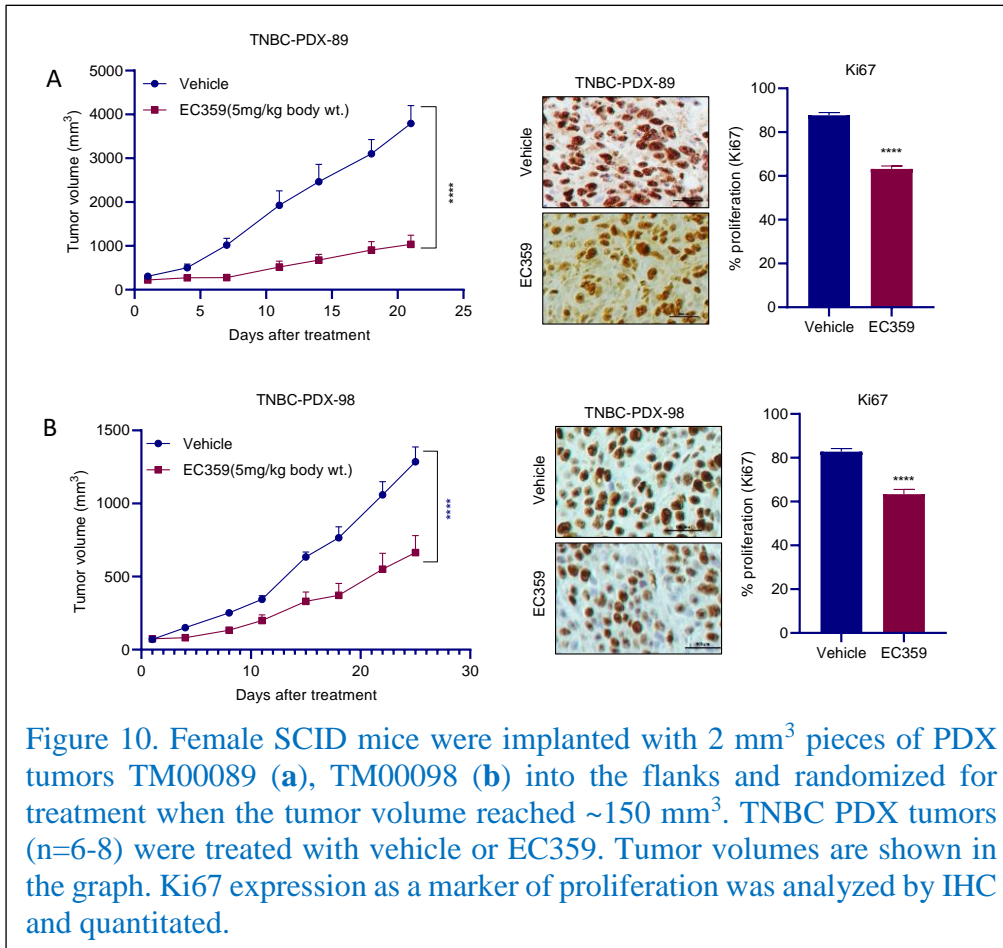 TNBC-PDX-89
A
Vehicle
EC359(5mg/kg body wt.)
Tumor volume (mm³)
5000
4000
3000
2000
1000
0
0 5 10 15 20 25
Days after treatment
****
TNBC-PDX-89
Vehicle
EC359
Ki67
% proliferation (Ki67)
100
80
60
40
20
0
****
Vehicle EC359
TNBC-PDX-98
B
Vehicle
EC359(5mg/kg body wt.)
Tumor volume (mm³)
1500
1000
500
0
0 10 20 30
Days after treatment
****
TNBC-PDX-98
Vehicle
EC359
Ki67
% proliferation (Ki67)
100
80
60
40
20
0
****
Vehicle EC359
Figure 10. Female SCID mice were implanted with 2 mm³ pieces of PDX
tumors TM00089 (a), TM00098 (b) into the flanks and randomized for
treatment when the tumor volume reached ~150 mm³. TNBC PDX tumors
(n=6-8) were treated with vehicle or EC359. Tumor volumes are shown in
the graph. Ki67 expression as a marker of proliferation was analyzed by IHC
and quantitated.